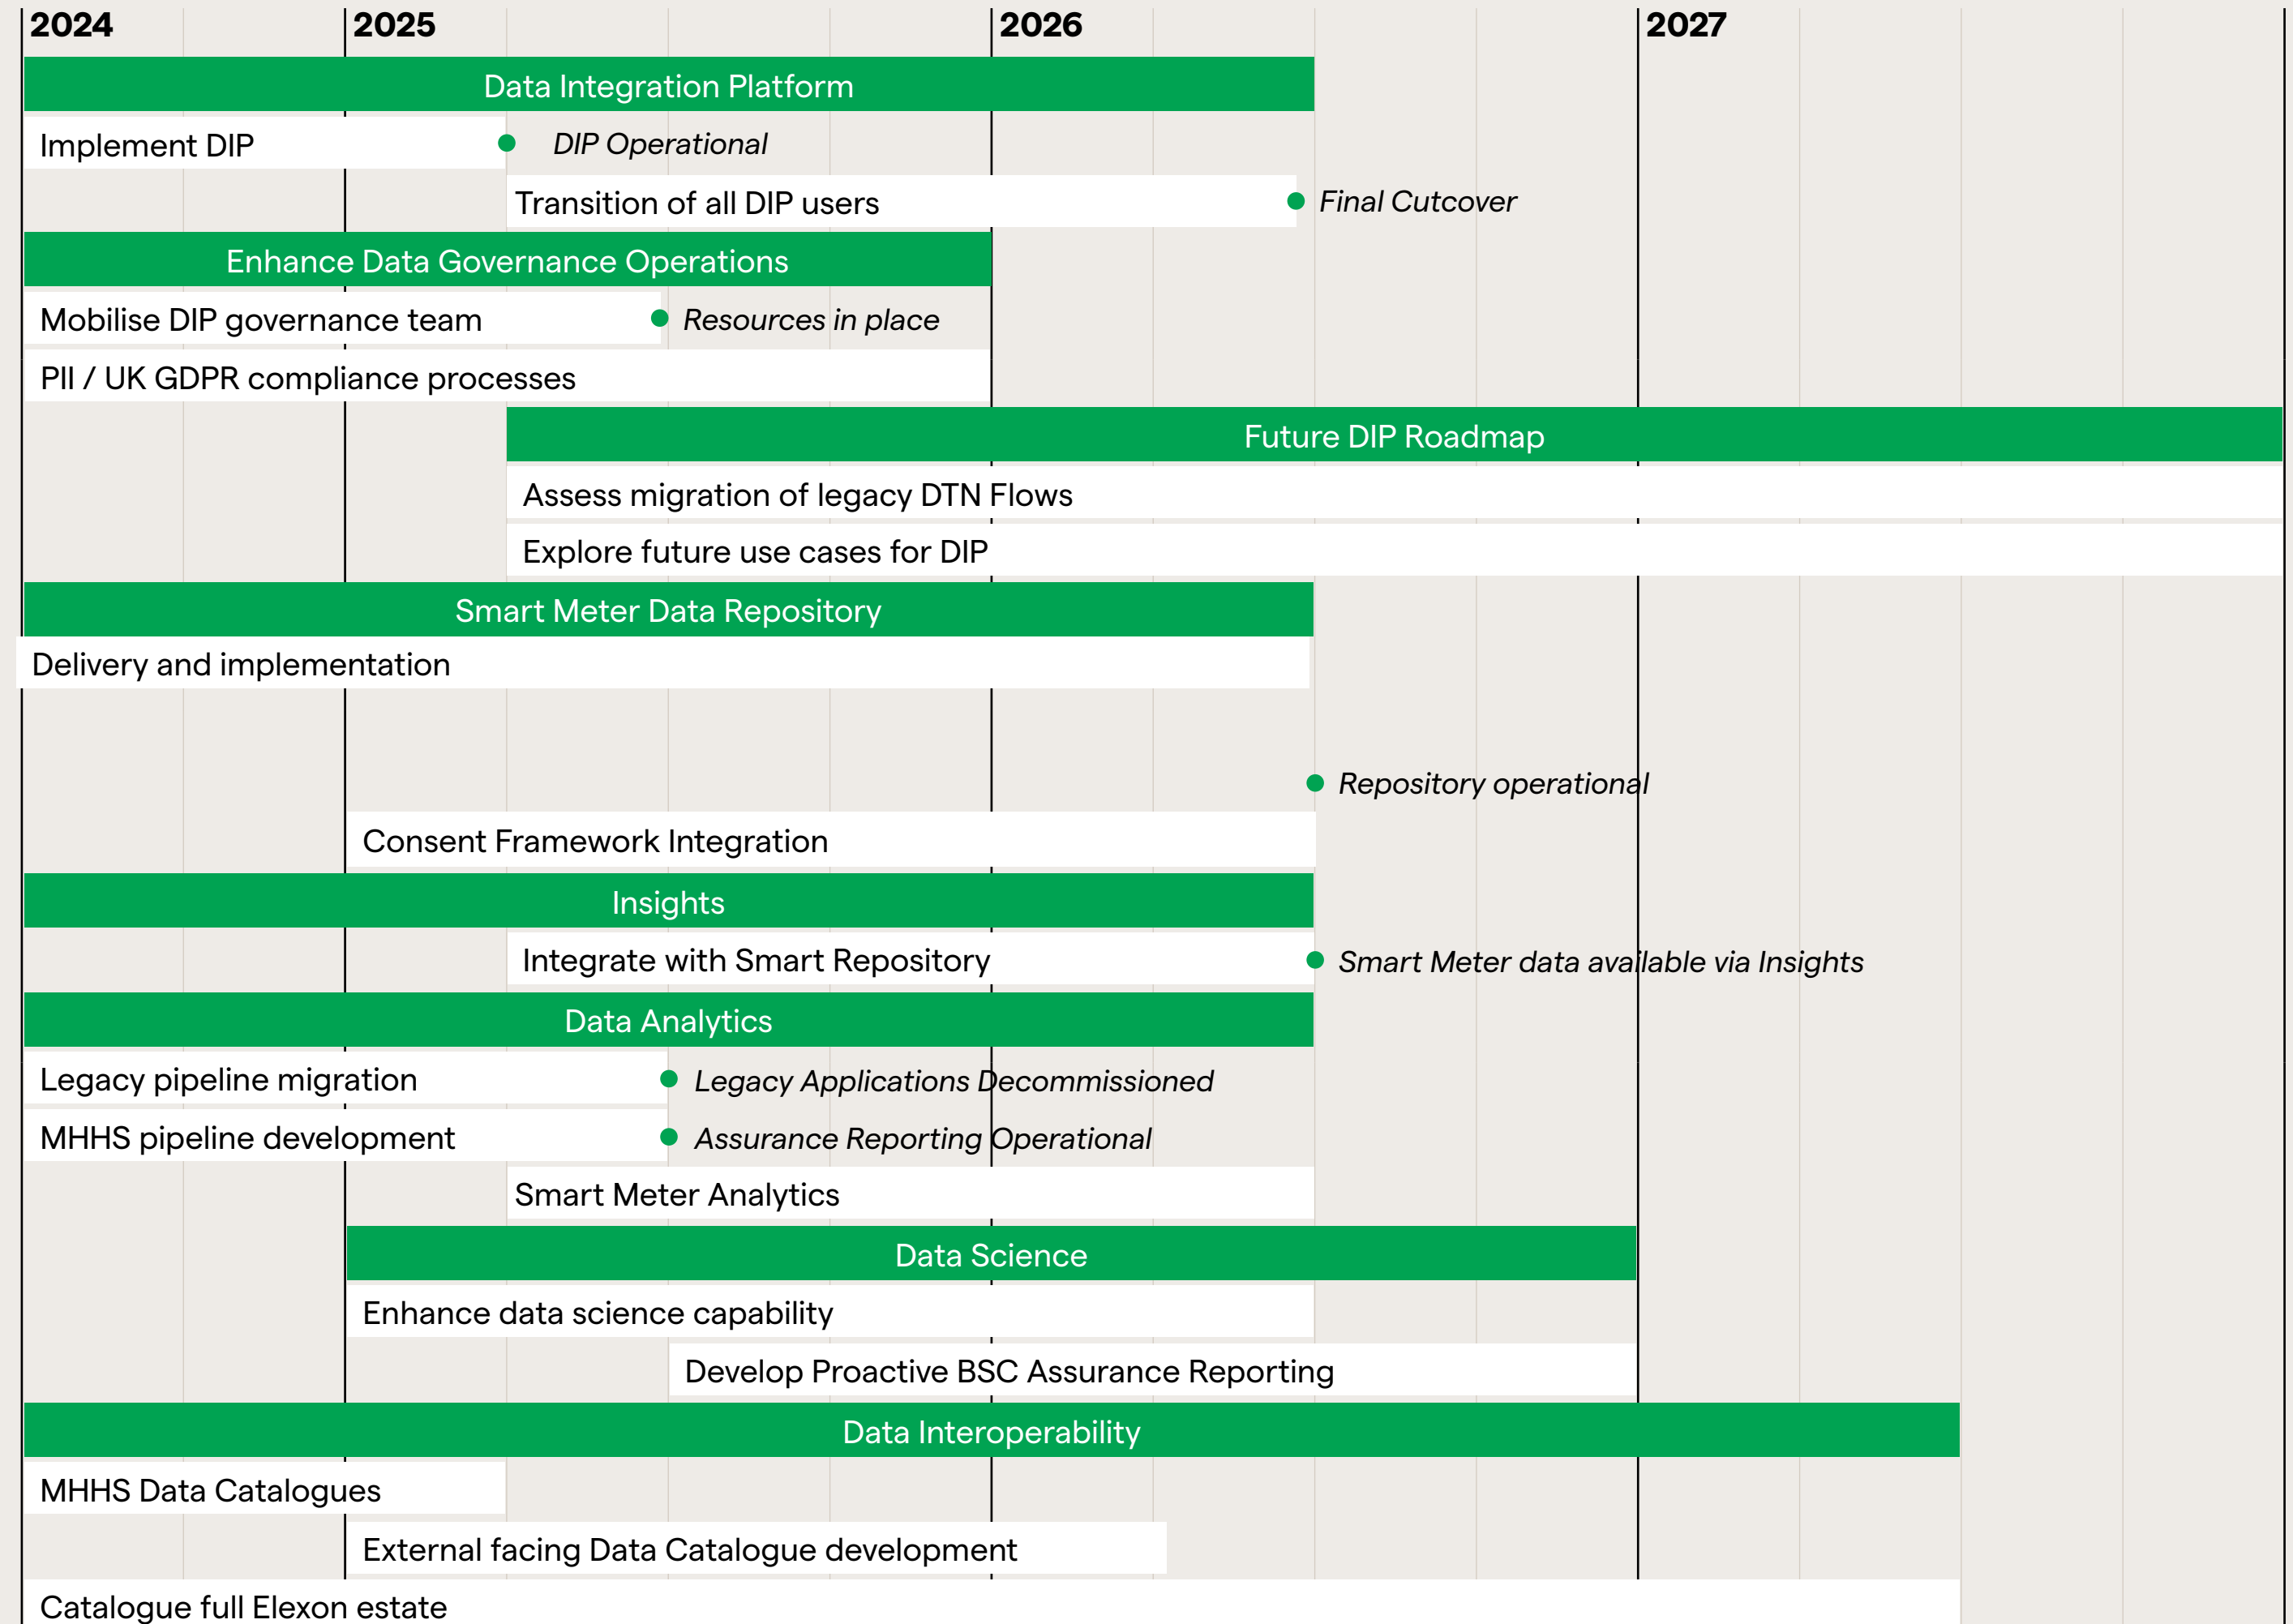 2024 2025 2026 2027
Data Integration Platform
Implement DIP DIP Operational
Transition of all DIP users Final Cutcover
Enhance Data Governance Operations
Mobilise DIP governance team Resources in place
PII / UK GDPR compliance processes
Future DIP Roadmap
Assess migration of legacy DTN Flows
Explore future use cases for DIP
Smart Meter Data Repository
Delivery and implementation
Repository operational
Consent Framework Integration
Insights
Integrate with Smart Repository Smart Meter data available via Insights
Data Analytics
Legacy pipeline migration Legacy Applications Decommissioned
MHHS pipeline development Assurance Reporting Operational
Smart Meter Analytics
Data Science
Enhance data science capability
Develop Proactive BSC Assurance Reporting
Data Interoperability
MHHS Data Catalogues
External facing Data Catalogue development
Catalogue full Elexon estate